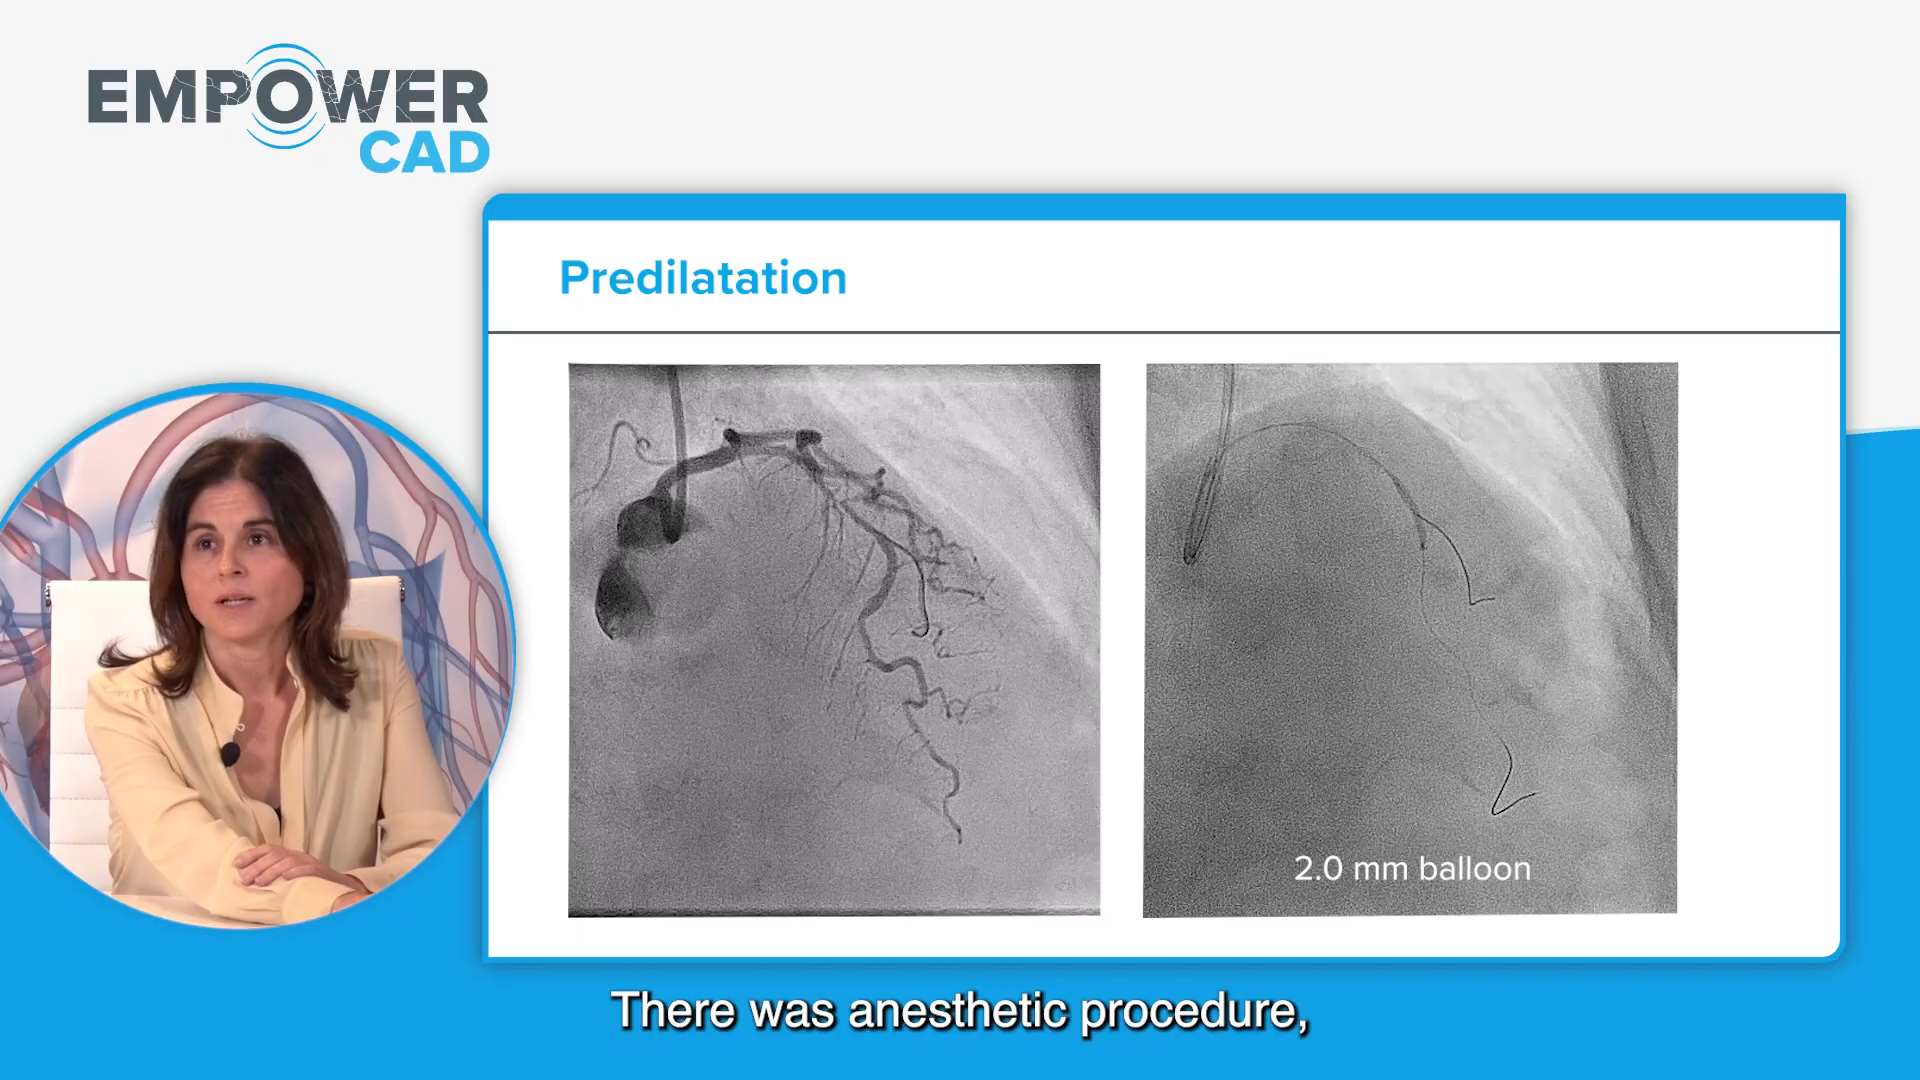 EMPOWER
CAD
Predilatation
2.0 mm balloon
There was anesthetic procedure,